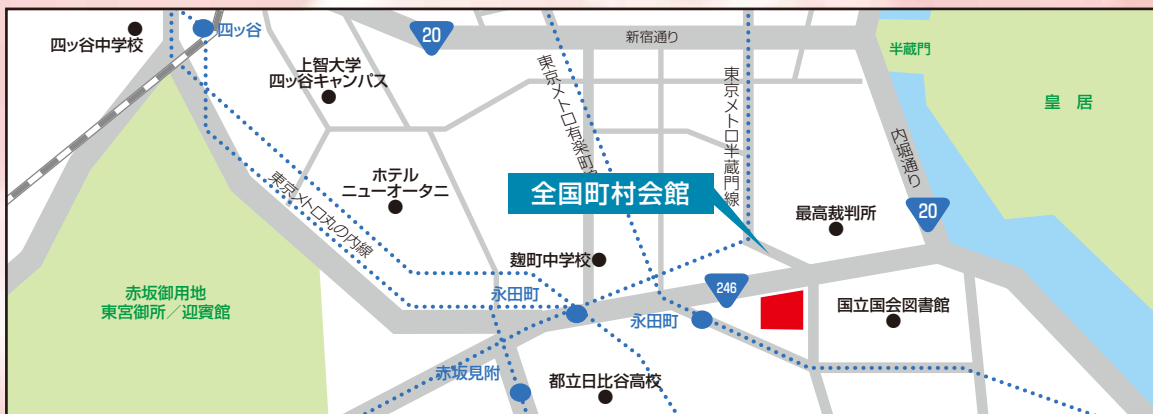 四ッ谷中学校
四ッ谷
上智大学
四ッ谷キャンパス
20
新宿通り
半蔵門
皇 居
東京メトロ有楽町
東京メトロ半蔵門線
内堀通り
東京メトロ丸の内線
ホテル
ニューオータニ
全国町村会館
最高裁判所
20
麹町中学校
赤坂御用地
東宮御所／迎賓館
永田町
246
永田町
国立国会図書館
赤坂見附
都立日比谷高校